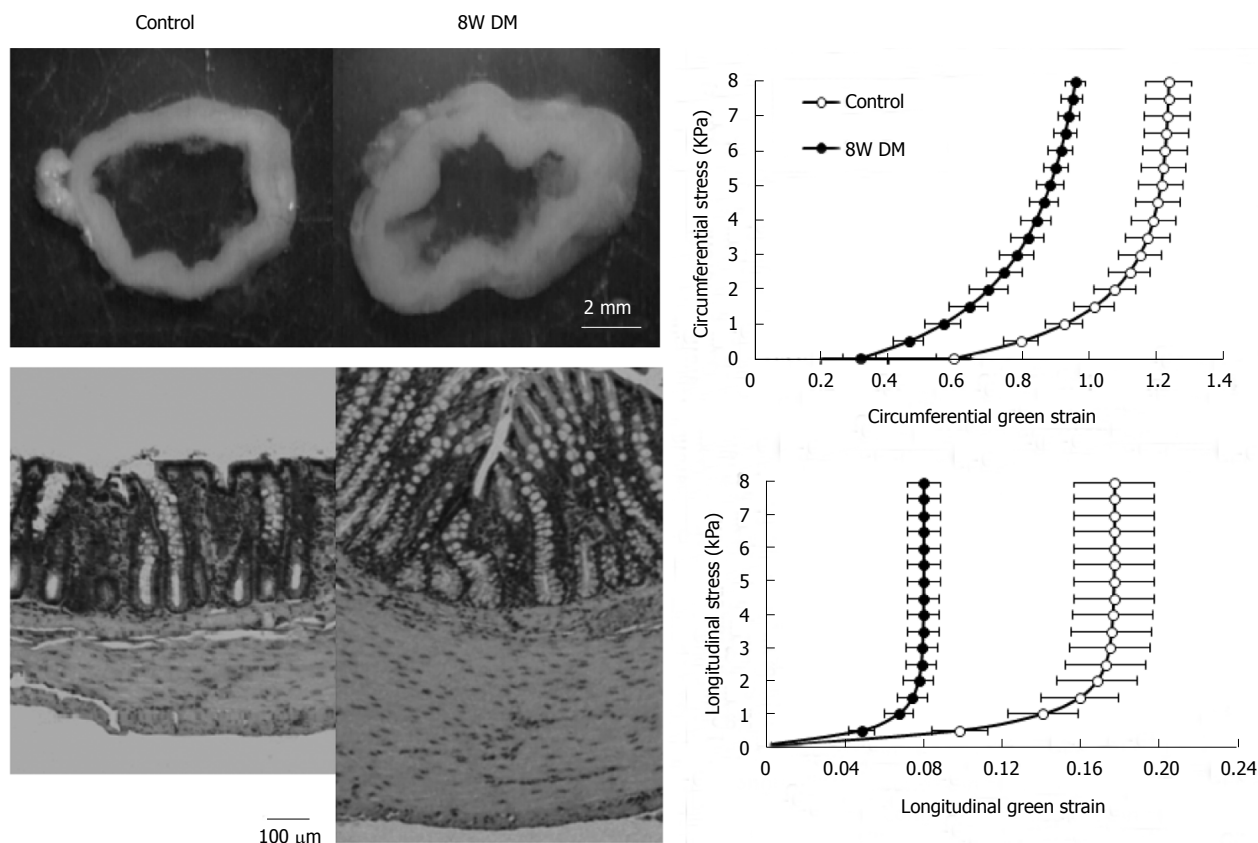 Control
8W DM
2 mm
100 μm
Circumferential stress (KPa)
8
7
6
5
4
3
2
1
0
Control
8W DM
0 0.2 0.4 0.6 0.8 1.0 1.2 1.4
Circumferential green strain
Longitudinal stress (kPa)
8
7
6
5
4
3
2
1
0
0 0.04 0.08 0.12 0.16 0.20 0.24
Longitudinal green strain